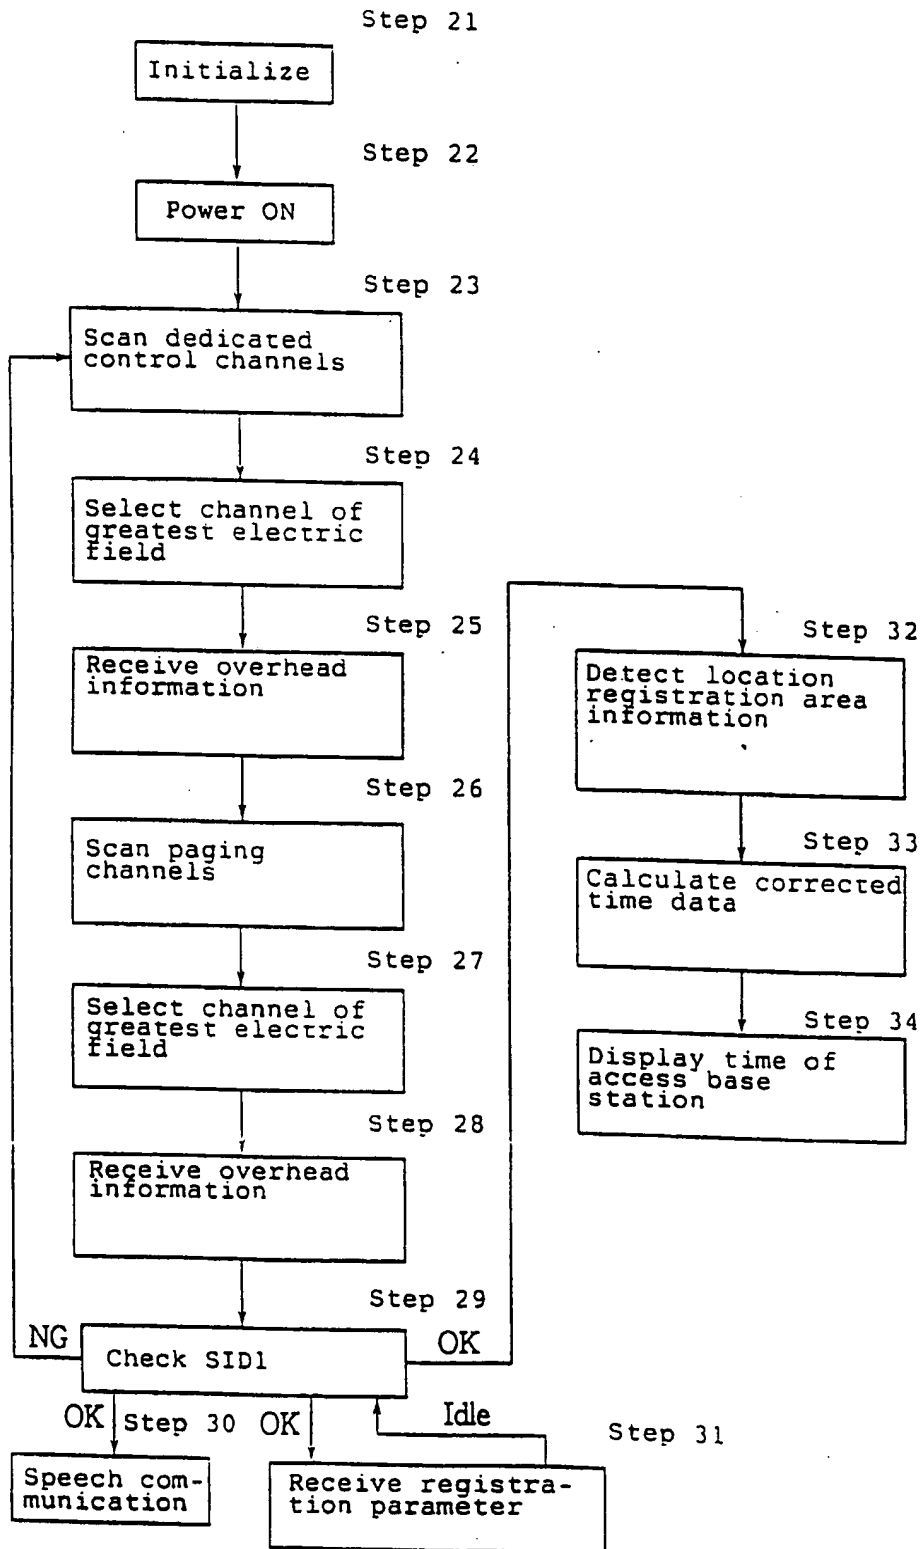 Step 21
Initialize
Step 22
Power ON
Step 23
Scan dedicated
control channels
Step 24
Select channel of
greatest electric
field
Step 25
Receive overhead
information
Step 26
Scan paging
channels
Step 27
Select channel of
greatest electric
field
Step 28
Receive overhead
information
Step 29
NG
Check SID1
OK
OK
Step 30
OK
Idle
Step 31
Speech com-
munication
Receive registra-
tion parameter
Step 32
Detect location
registration area
information
Step 33
Calculate corrected
time data
Step 34
Display time of
access base
station